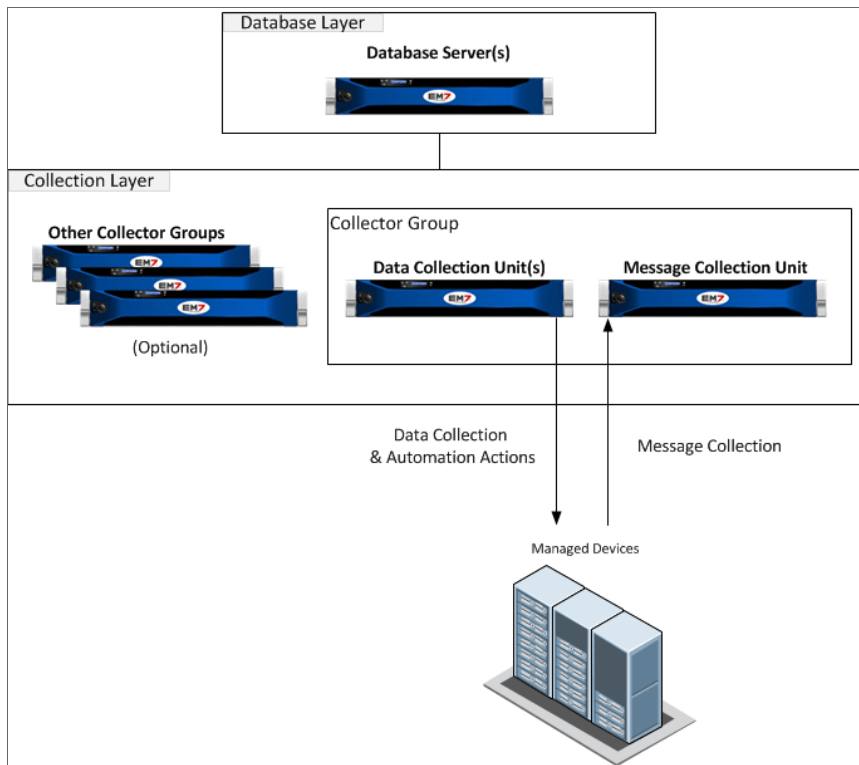 Database Layer
Database Server(s)
EM7
Collection Layer
Other Collector Groups
EM7
EM7
EM7
(Optional)
Collector Group
Data Collection Unit(s)
EM7
Message Collection Unit
EM7
Data Collection
& Automation Actions
Message Collection
Managed Devices